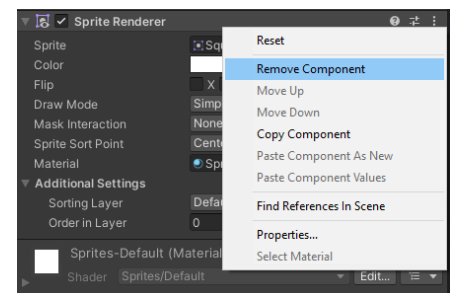 Sprite Renderer
Sprite
Color
Flip X
Draw Mode
Mask Interaction None
Sprite Sort Point
Material
Additional Settings
Sorting Layer
Order in Layer 0
Reset
Remove Component
Move Up
Move Down
Copy Component
Paste Component As New
Paste Component Values
Find References In Scene
Properties...
Select Material
Sprites-Default (Material
Shader Sprites/Default Edit...